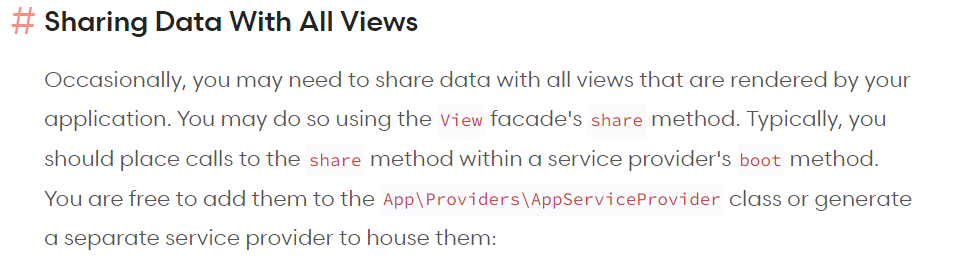 # Sharing Data With All Views
Occasionally, you may need to share data with all views that are rendered by your
application. You may do so using the View facade's share method. Typically, you
should place calls to the share method within a service provider's boot method.
You are free to add them to the App\Providers\AppServiceProvider class or generate
a separate service provider to house them: